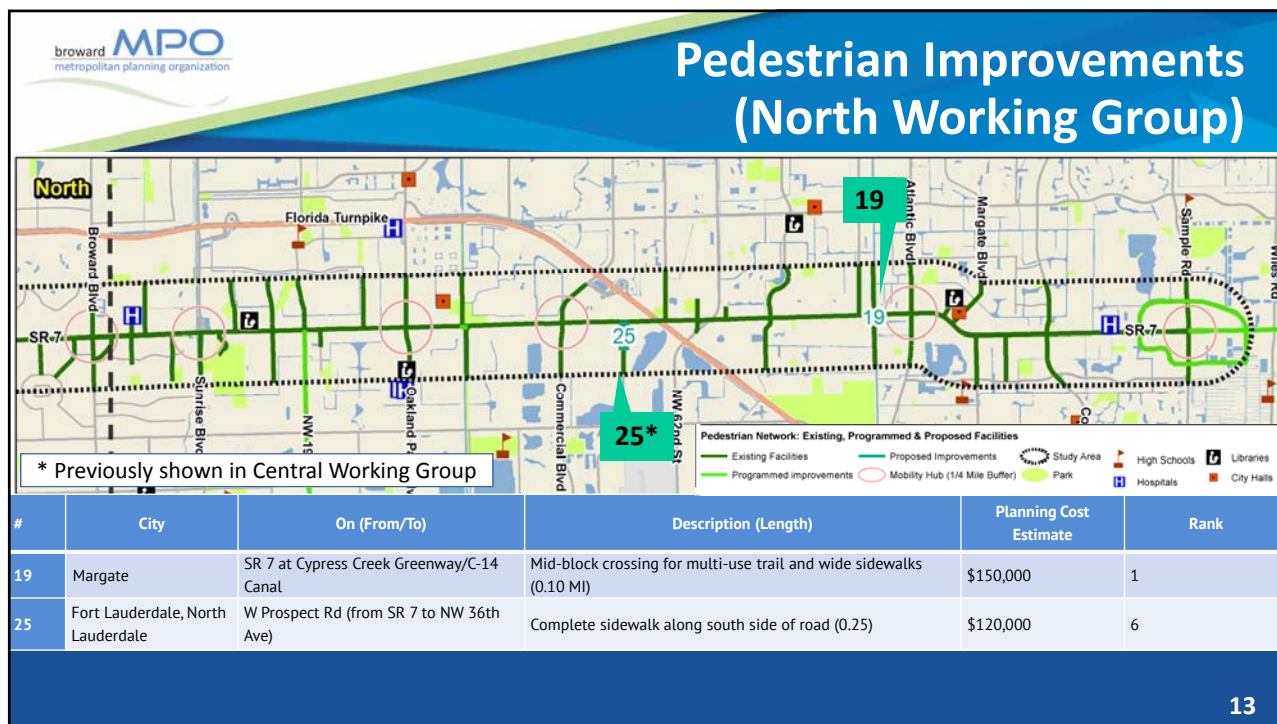 broward MPO
metropolitan planning organization
Pedestrian Improvements
(North Working Group)
North
Florida Turnpike
Broward Blvd
SR 7
Sunrise Blvd
NW 19
Oakland Pa
Commercial Blvd
NW 62nd St
Atlantic Blvd
Margate Blvd
Sample Rd
Wiles Rd
SR 7
Co
19
19
25
25*
* Previously shown in Central Working Group
Pedestrian Network: Existing, Programmed & Proposed Facilities
Existing Facilities
Proposed Improvements
Study Area
High Schools
Libraries
Programmed improvements
Mobility Hub (1/4 Mile Buffer)
Park
Hospitals
City Halls
# City On (From/To) Description (Length) Planning Cost Estimate Rank
19 Margate SR 7 at Cypress Creek Greenway/C-14 Canal Mid-block crossing for multi-use trail and wide sidewalks (0.10 MI) $150,000 1
25 Fort Lauderdale, North Lauderdale W Prospect Rd (from SR 7 to NW 36th Ave) Complete sidewalk along south side of road (0.25) $120,000 6
13